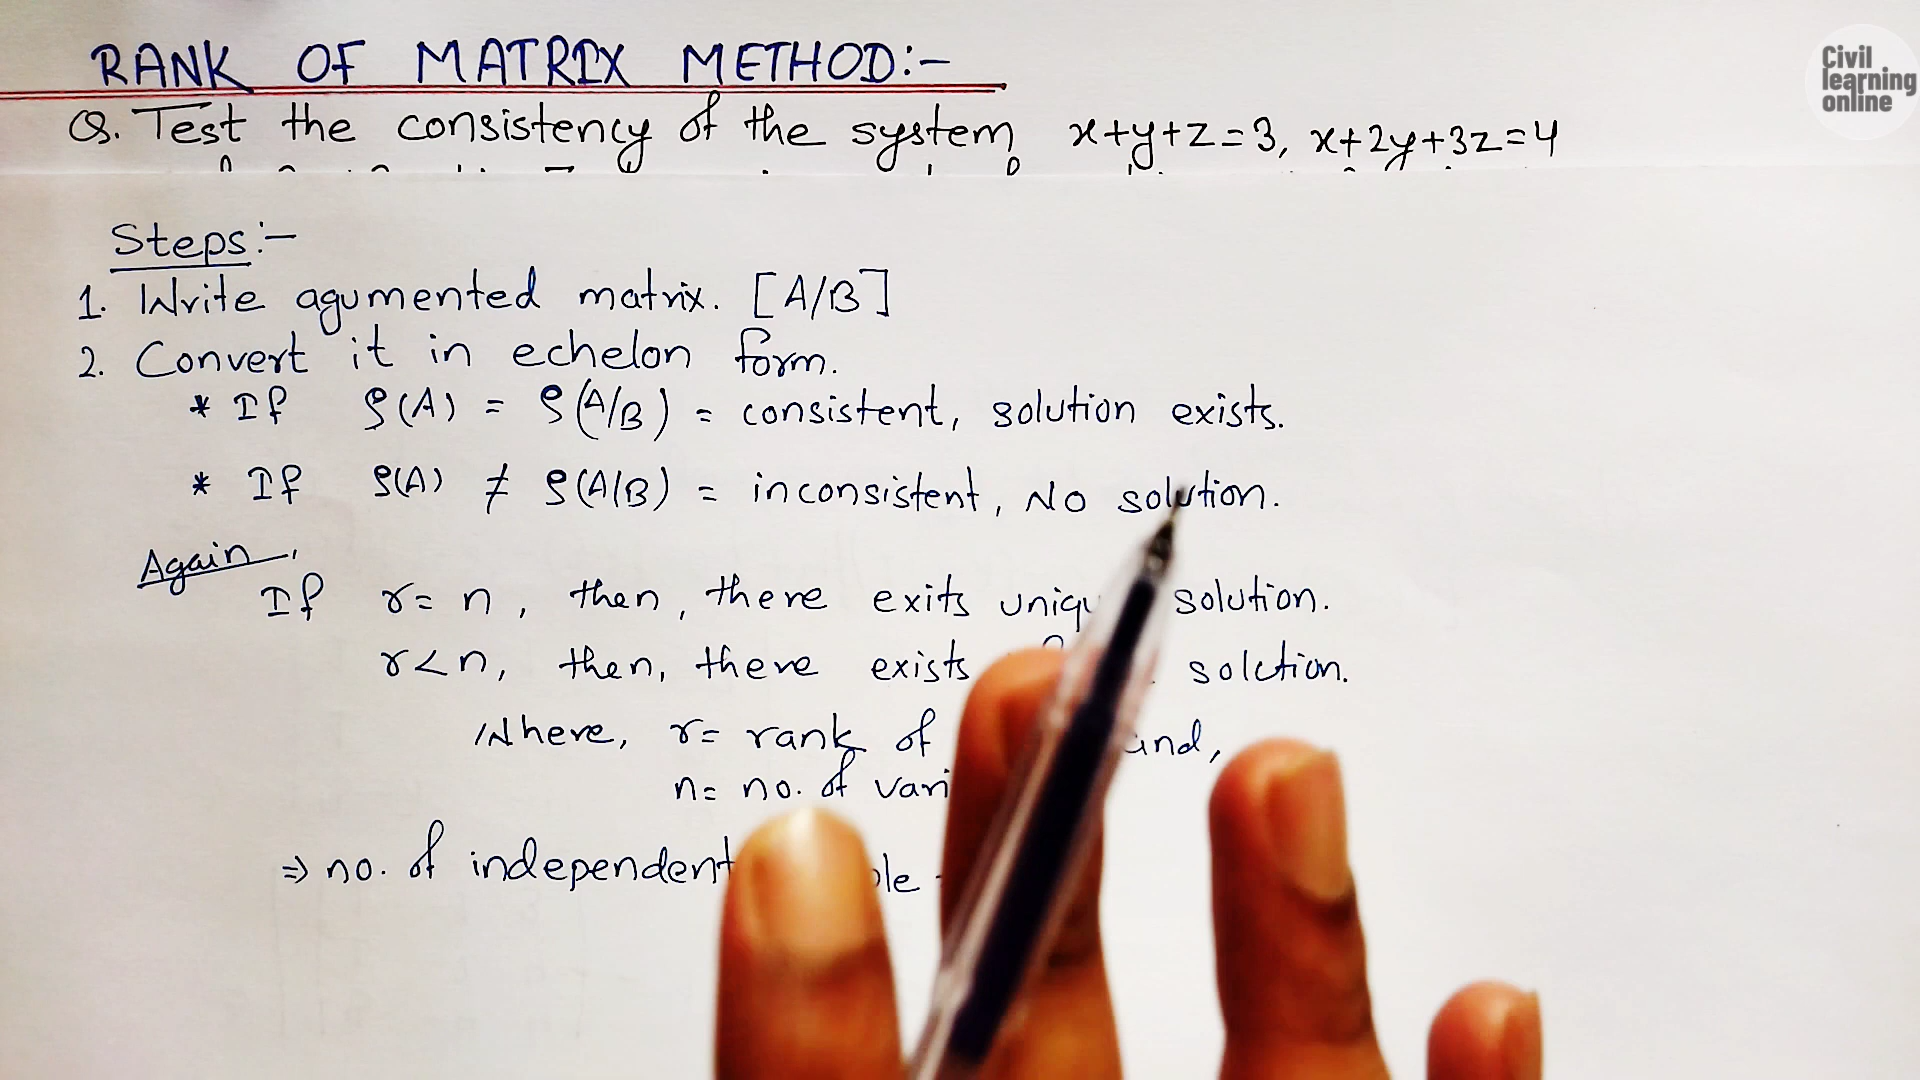 RANK OF MATRIX METHOD:-
Q. Test the consistency of the system x+y+z=3, x+2y+3z=4
Steps:-
1. Write agumented matrix. [A/B]
2. Convert it in echelon form.
* If ρ(A) = ρ(A/B) = consistent, solution exists.
* If ρ(A) ≠ ρ(A/B) = inconsistent, No solution.
Again,
If r= n, then, there exits unique solution.
r<n, then, there exists solution.
Where, r= rank of and,
n= no. of
⇒ no. of independent
Civil
learning
online